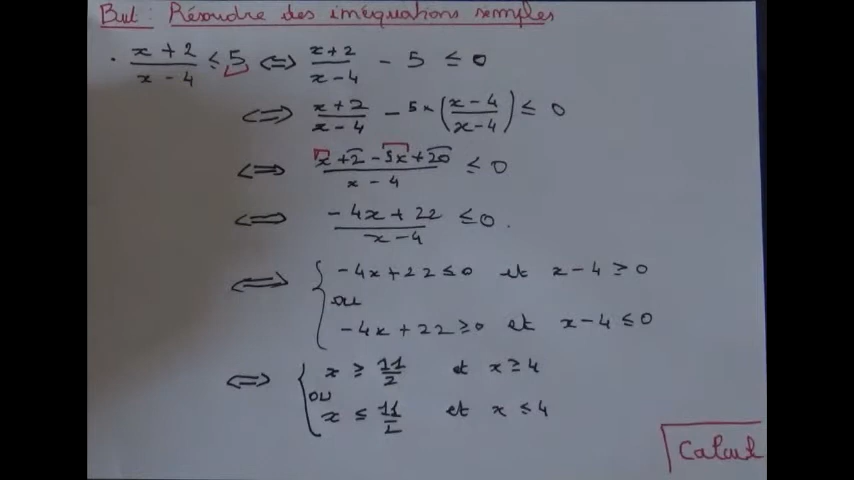 But : Résoudre des inéquations simples
. x + 2 / x - 4 ≤ 5 ⟺ x+2 / x-4 - 5 ≤ 0
⟺ x+2 / x-4 - 5 × (x-4 / x-4) ≤ 0
⟺ x + 2 - 5x + 20 / x - 4 ≤ 0
⟺ - 4x + 22 / x - 4 ≤ 0.
⟺ { -4x + 22 ≤ 0 et x - 4 ≥ 0
ou
-4x + 22 ≥ 0 et x - 4 ≤ 0
⟺ { x ≥ 11/2 et x ≥ 4
ou
x ≤ 11/2 et x ≤ 4
Calcul